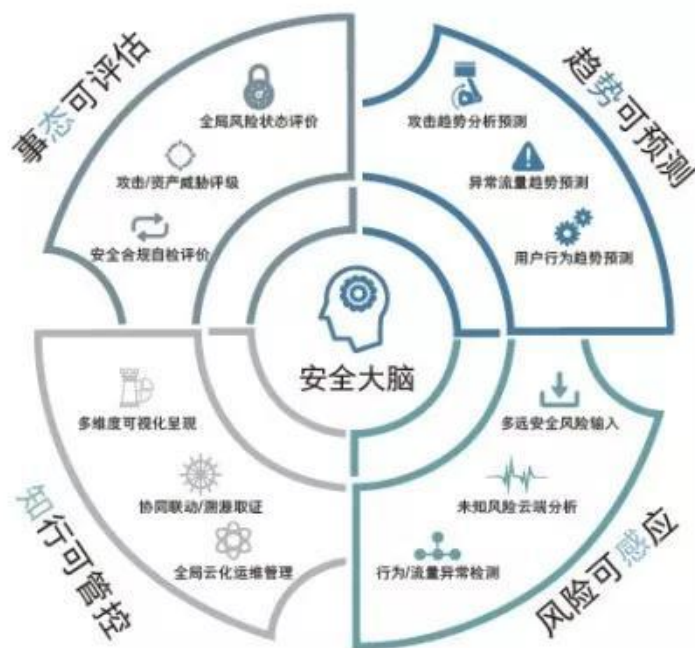 事态可评估
全局风险状态评价
攻击/资产威胁评级
安全合规自检评价
趋势可预测
攻击趋势分析预测
异常流量趋势预测
用户行为趋势预测
安全大脑
知行可管控
多维度可视化呈观
协同联动/溯源取证
全局云化运维管理
风险可感应
多远安全风险输入
未知风险云端分析
行为/流量异常检测